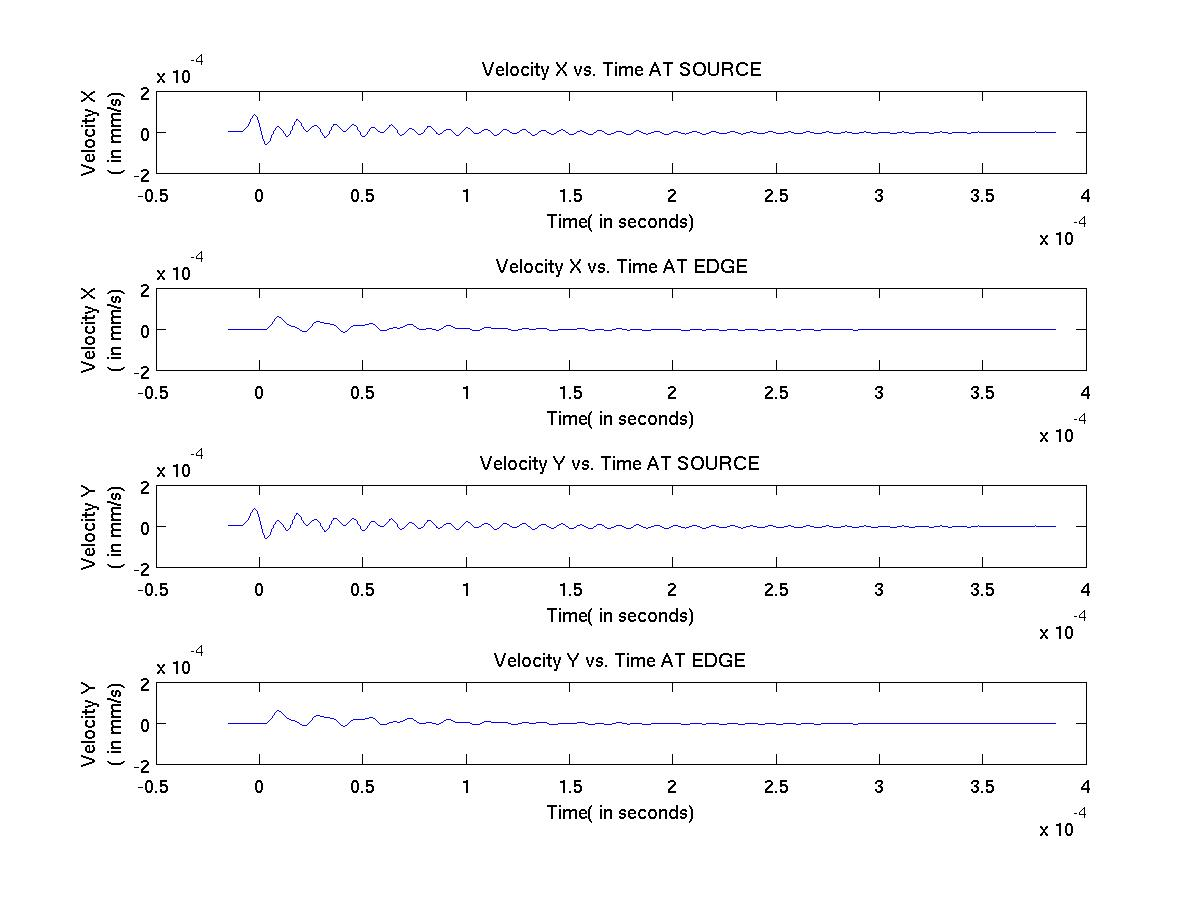 Velocity X vs. Time AT SOURCE
x 10^-4
Velocity X
( in mm/s)
2
0
-2
-0.5 0 0.5 1 1.5 2 2.5 3 3.5 4
Time( in seconds)
x 10^-4
Velocity X vs. Time AT EDGE
x 10^-4
Velocity X
( in mm/s)
2
0
-2
-0.5 0 0.5 1 1.5 2 2.5 3 3.5 4
Time( in seconds)
x 10^-4
Velocity Y vs. Time AT SOURCE
x 10^-4
Velocity Y
( in mm/s)
2
0
-2
-0.5 0 0.5 1 1.5 2 2.5 3 3.5 4
Time( in seconds)
x 10^-4
Velocity Y vs. Time AT EDGE
x 10^-4
Velocity Y
( in mm/s)
2
0
-2
-0.5 0 0.5 1 1.5 2 2.5 3 3.5 4
Time( in seconds)
x 10^-4